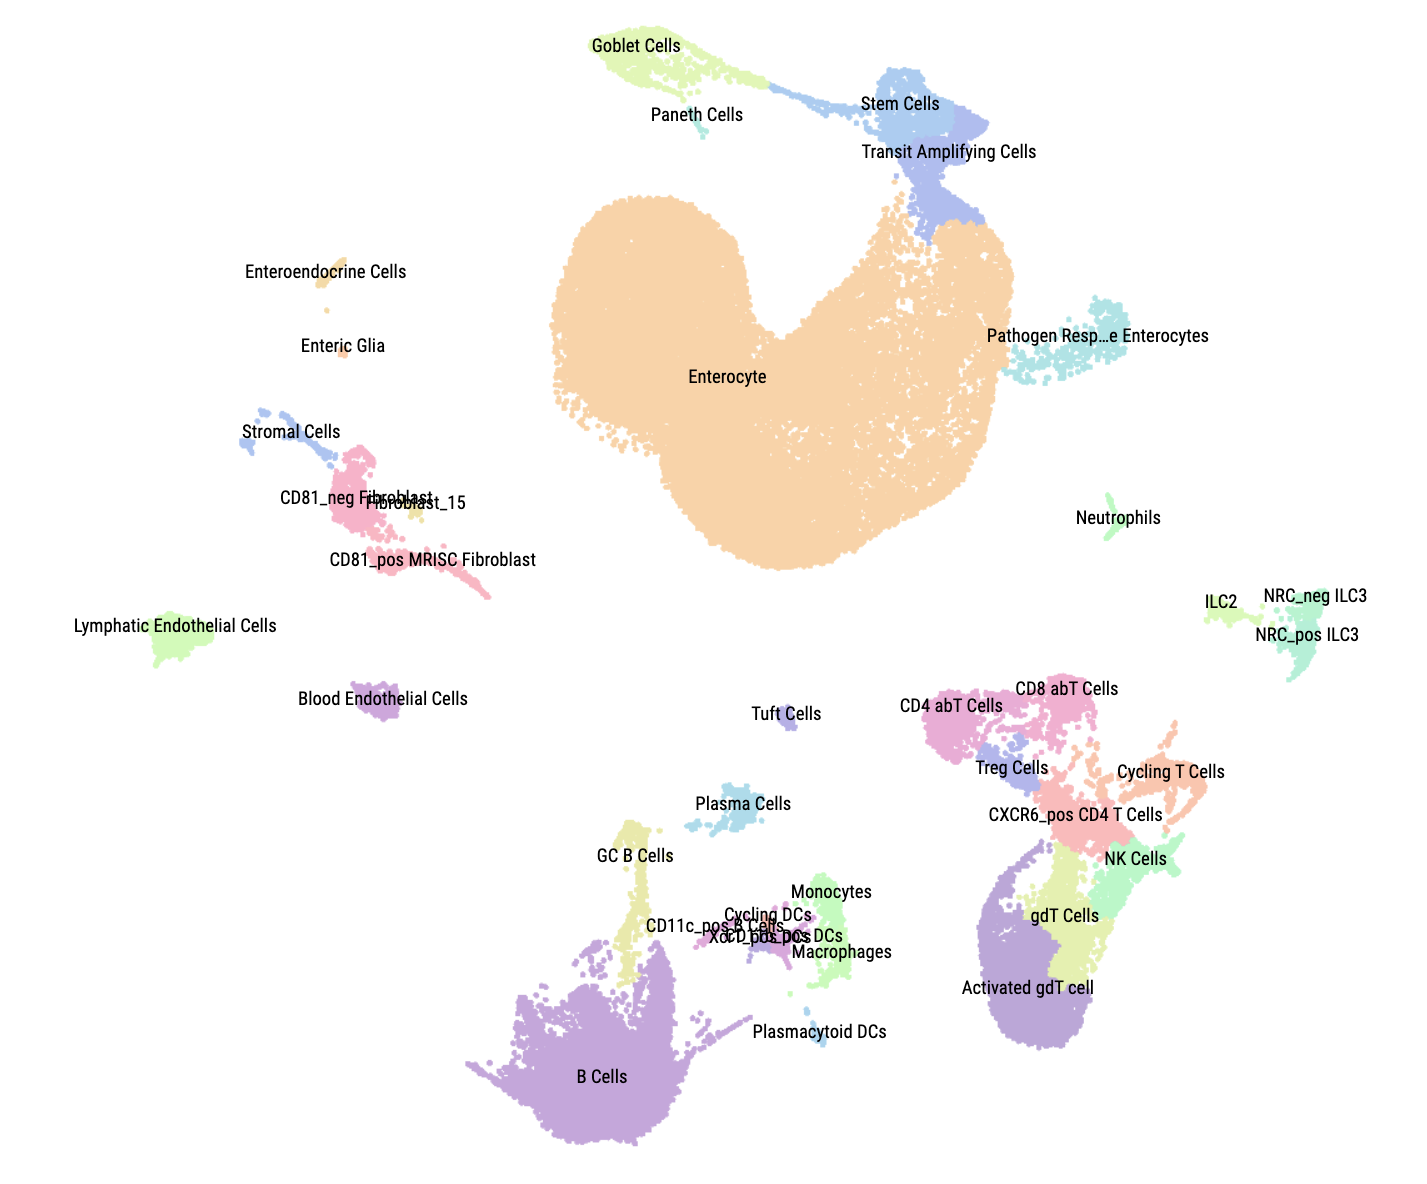 Goblet Cells
Stem Cells
Paneth Cells
Transit Amplifying Cells
Enteroendocrine Cells
Pathogen Resp...e Enterocytes
Enteric Glia
Enterocyte
Stromal Cells
CD81_neg Fibroblast
Fibroblast_15
Neutrophils
CD81_pos MRISC Fibroblast
NRC_neg ILC3
ILC2
Lymphatic Endothelial Cells
NRC_pos ILC3
CD8 abT Cells
Blood Endothelial Cells
CD4 abT Cells
Tuft Cells
Treg Cells
Cycling T Cells
Plasma Cells
CXCR6_pos CD4 T Cells
GC B Cells
NK Cells
Monocytes
Cycling DCs
gdT Cells
CD11c_pos B Cells
DCs
Macrophages
Activated gdT cell
Plasmacytoid DCs
B Cells